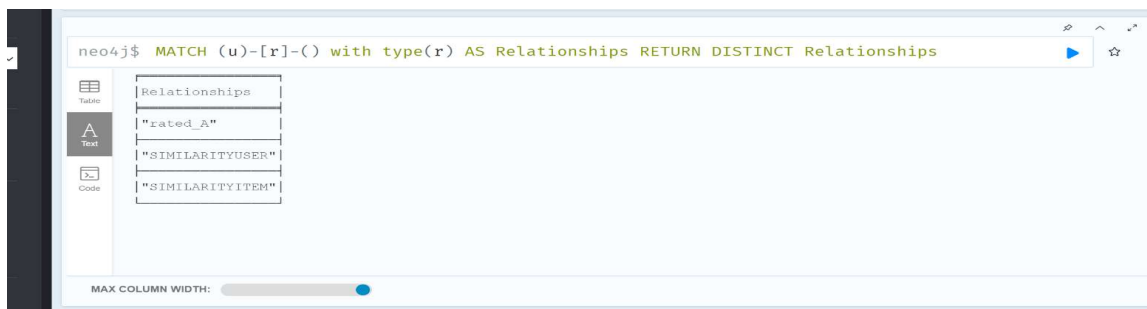 neo4j$ MATCH (u)-[r]-() with type(r) AS Relationships RETURN DISTINCT Relationships
Table
Relationships
A
Text
"rated_A"
"SIMILARITYUSER"
Code
"SIMILARITYITEM"
MAX COLUMN WIDTH: